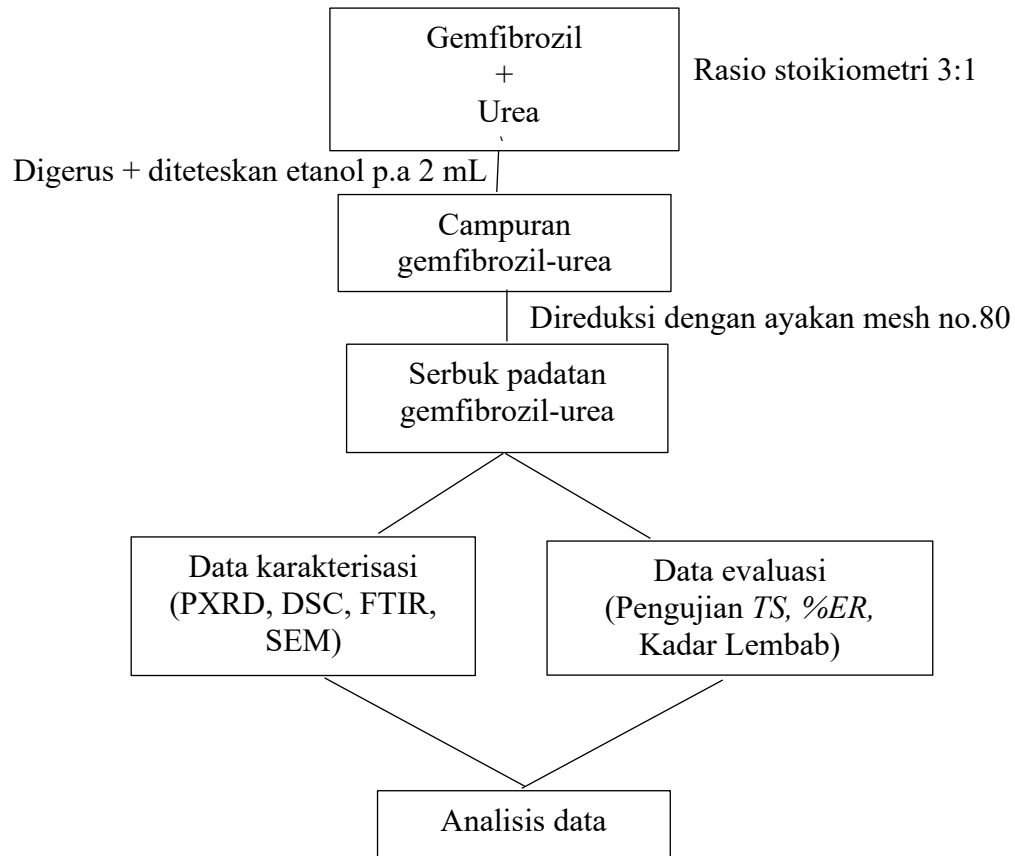 Gemfibrozil
+
Urea
Rasio stoikiometri 3:1
Digerus + diteteskan etanol p.a 2 mL
Campuran
gemfibrozil-urea
Direduksi dengan ayakan mesh no.80
Serbuk padatan
gemfibrozil-urea
Data karakterisasi
(PXRD, DSC, FTIR,
SEM)
Data evaluasi
(Pengujian TS, %ER,
Kadar Lembab)
Analisis data